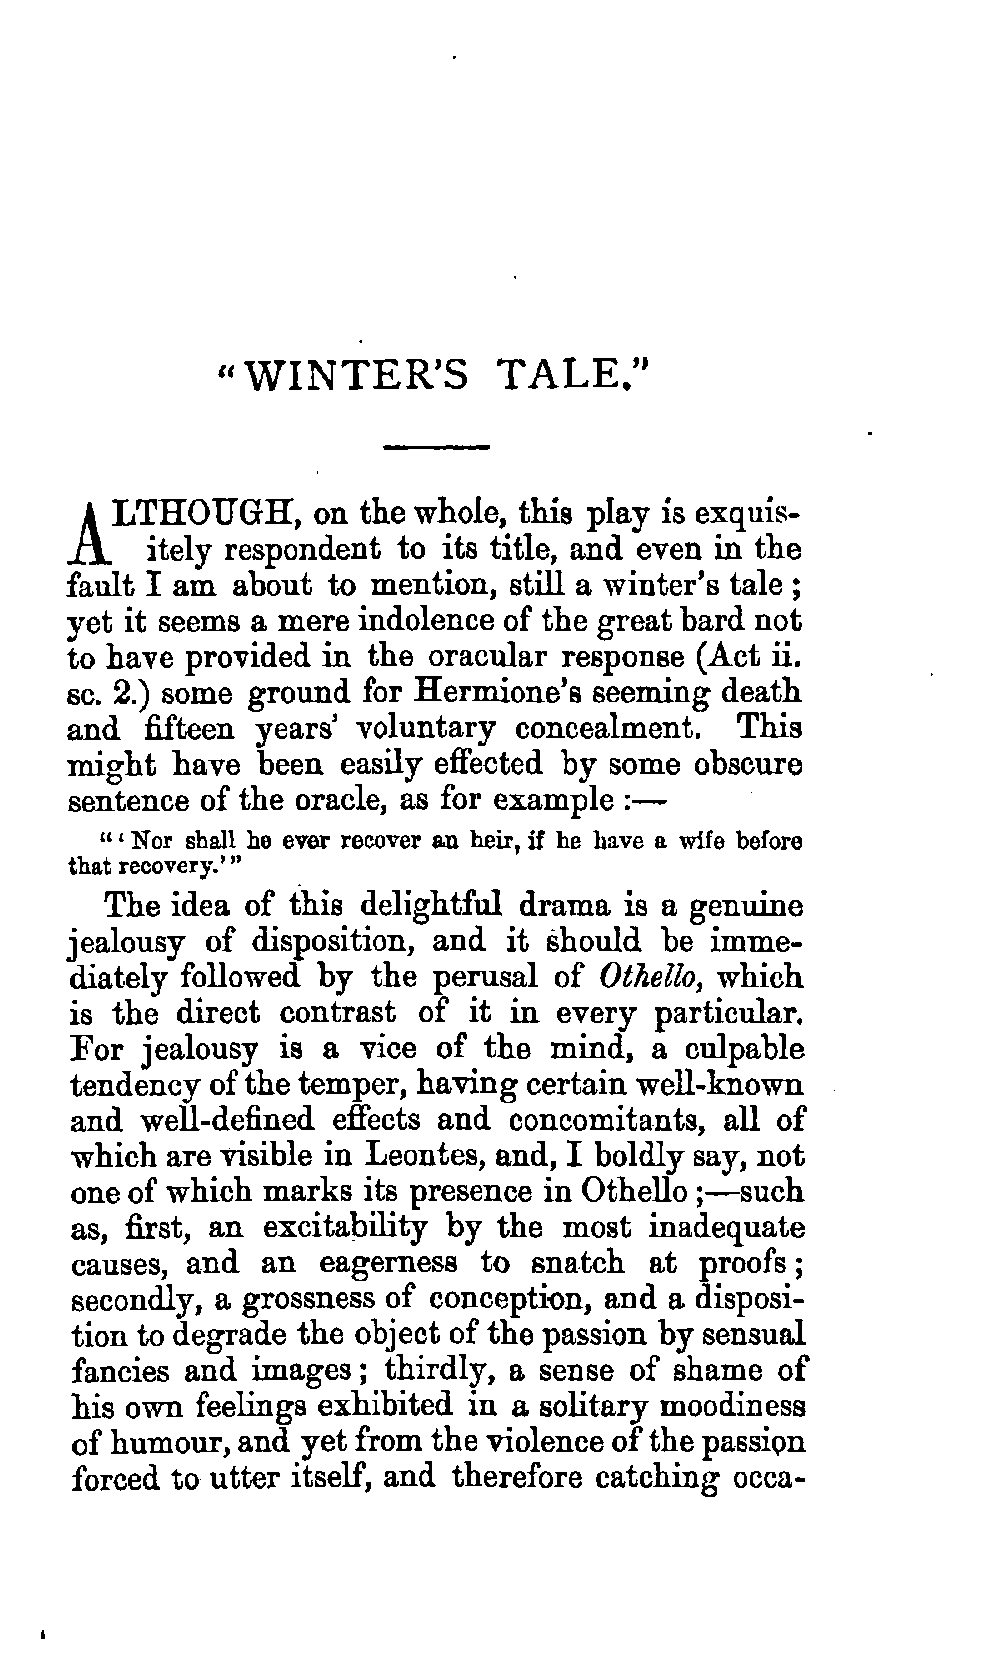 "WINTER'S TALE."
ALTHOUGH, on the whole, this play is exquis-
itely respondent to its title, and even in the
fault I am about to mention, still a winter's tale ;
yet it seems a mere indolence of the great bard not
to have provided in the oracular response (Act ii.
sc. 2.) some ground for Hermione's seeming death
and fifteen years' voluntary concealment. This
might have been easily effected by some obscure
sentence of the oracle, as for example :—
"'Nor shall he ever recover an heir, if he have a wife before
that recovery.'"
The idea of this delightful drama is a genuine
jealousy of disposition, and it should be imme-
diately followed by the perusal of Othello, which
is the direct contrast of it in every particular.
For jealousy is a vice of the mind, a culpable
tendency of the temper, having certain well-known
and well-defined effects and concomitants, all of
which are visible in Leontes, and, I boldly say, not
one of which marks its presence in Othello ;—such
as, first, an excitability by the most inadequate
causes, and an eagerness to snatch at proofs ;
secondly, a grossness of conception, and a disposi-
tion to degrade the object of the passion by sensual
fancies and images ; thirdly, a sense of shame of
his own feelings exhibited in a solitary moodiness
of humour, and yet from the violence of the passion
forced to utter itself, and therefore catching occa-